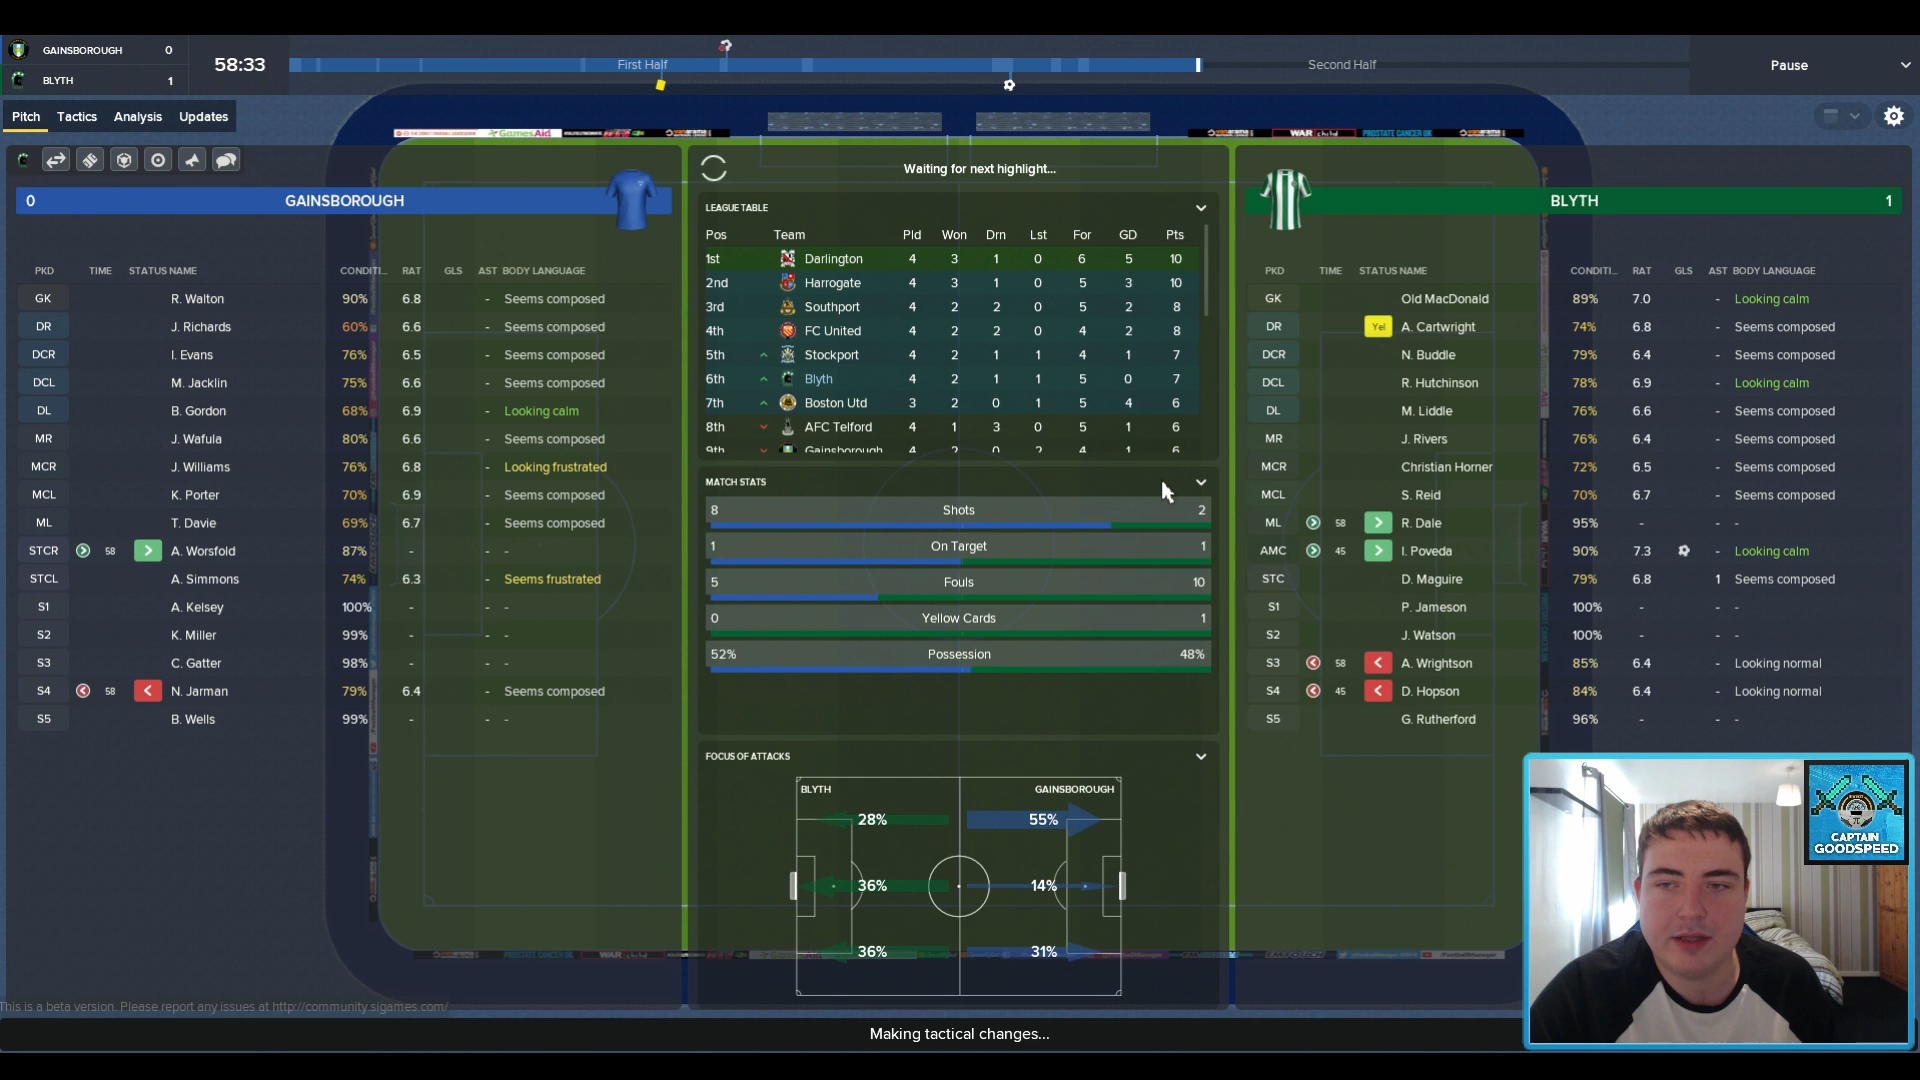 GAINSBOROUGH 0
BLYTH 1
58:33
First Half
Second Half
Pause
Pitch Tactics Analysis Updates
0 GAINSBOROUGH
PKD TIME STATUS NAME CONDITI... RAT GLS AST BODY LANGUAGE
GK R. Walton 90% 6.8 - Seems composed
DR J. Richards 60% 6.6 - Seems composed
DCR I. Evans 76% 6.5 - Seems composed
DCL M. Jacklin 75% 6.6 - Seems composed
DL B. Gordon 68% 6.9 - Looking calm
MR J. Wafula 80% 6.6 - Seems composed
MCR J. Williams 76% 6.8 - Looking frustrated
MCL K. Porter 70% 6.9 - Seems composed
ML T. Davie 69% 6.7 - Seems composed
STCR 58 A. Worsfold 87% - - -
STCL A. Simmons 74% 6.3 - Seems frustrated
S1 A. Kelsey 100% - - -
S2 K. Miller 99% - - -
S3 C. Gatter 98% - - -
S4 58 N. Jarman 79% 6.4 - Seems composed
S5 B. Wells 99% - - -
Waiting for next highlight...
LEAGUE TABLE
Pos Team Pld Won Drn Lst For GD Pts
1st Darlington 4 3 1 0 6 5 10
2nd Harrogate 4 3 1 0 5 3 10
3rd Southport 4 2 2 0 5 2 8
4th FC United 4 2 2 0 4 2 8
5th Stockport 4 2 1 1 4 1 7
6th Blyth 4 2 1 1 5 0 7
7th Boston Utd 3 2 0 1 5 4 6
8th AFC Telford 4 1 3 0 5 1 6
9th Gainsborough 4 2 0 2 4 1 6
MATCH STATS
8 Shots 2
1 On Target 1
5 Fouls 10
0 Yellow Cards 1
52% Possession 48%
FOCUS OF ATTACKS
BLYTH GAINSBOROUGH
28% 55%
36% 14%
36% 31%
BLYTH 1
PKD TIME STATUS NAME CONDITI... RAT GLS AST BODY LANGUAGE
GK Old MacDonald 89% 7.0 - Looking calm
DR Yel A. Cartwright 74% 6.8 - Seems composed
DCR N. Buddle 79% 6.4 - Seems composed
DCL R. Hutchinson 78% 6.9 - Looking calm
DL M. Liddle 76% 6.6 - Seems composed
MR J. Rivers 76% 6.4 - Seems composed
MCR Christian Horner 72% 6.5 - Seems composed
MCL S. Reid 70% 6.7 - Seems composed
ML 58 R. Dale 95% - - -
AMC 45 I. Poveda 90% 7.3 - Looking calm
STC D. Maguire 79% 6.8 1 Seems composed
S1 P. Jameson 100% - - -
S2 J. Watson 100% - - -
S3 58 A. Wrightson 85% 6.4 - Looking normal
S4 45 D. Hopson 84% 6.4 - Looking normal
S5 G. Rutherford 96% - - -
CAPTAIN
GOODSPEED
This is a beta version. Please report any issues at http://community.sigames.com/
Making tactical changes...